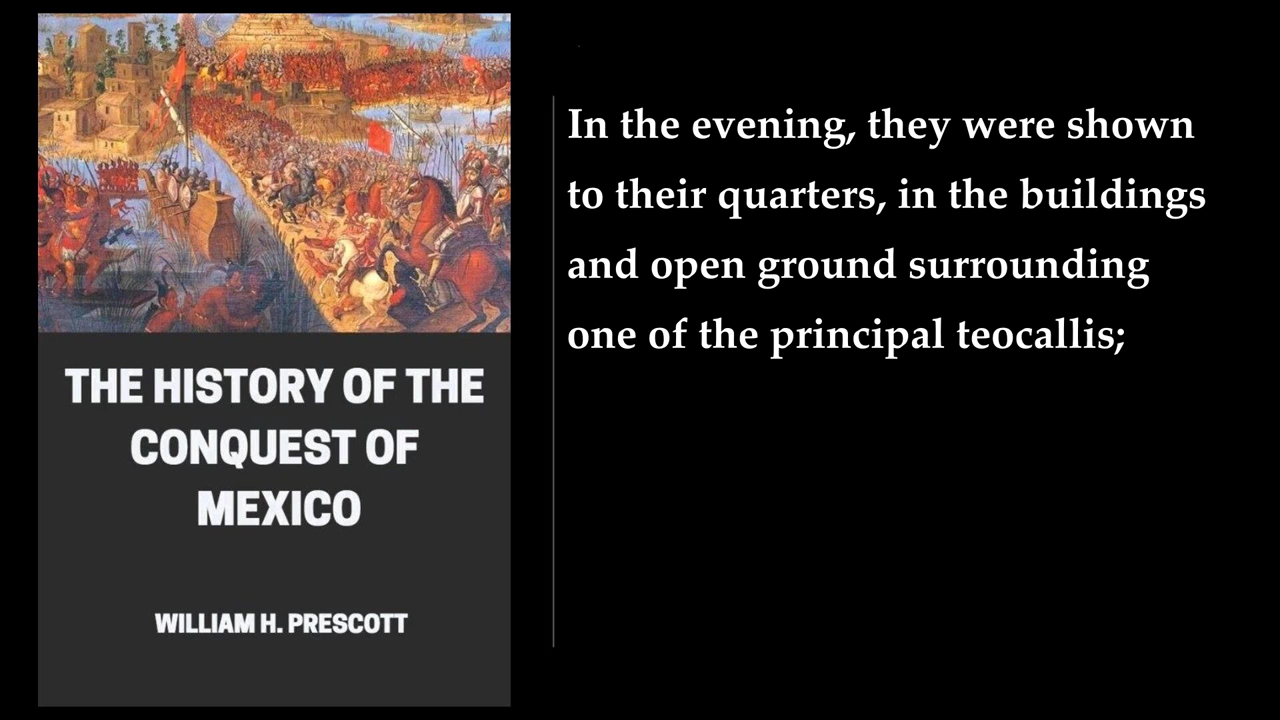 THE HISTORY OF THE
CONQUEST OF
MEXICO
WILLIAM H. PRESCOTT
In the evening, they were shown
to their quarters, in the buildings
and open ground surrounding
one of the principal teocallis;